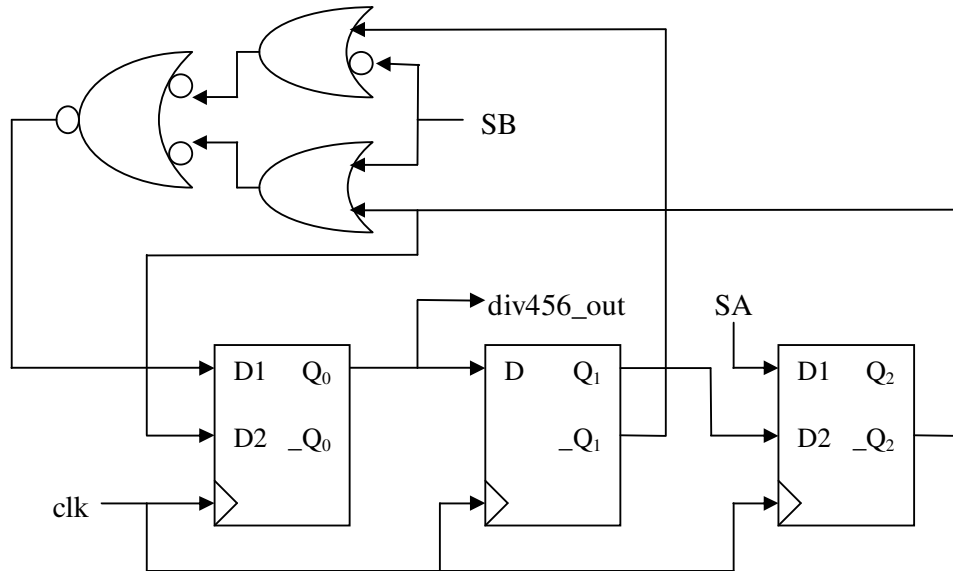 SB
div456_out
SA
D1 Q₀
D2 _Q₀
D Q₁
_Q₁
D1 Q₂
D2 _Q₂
clk